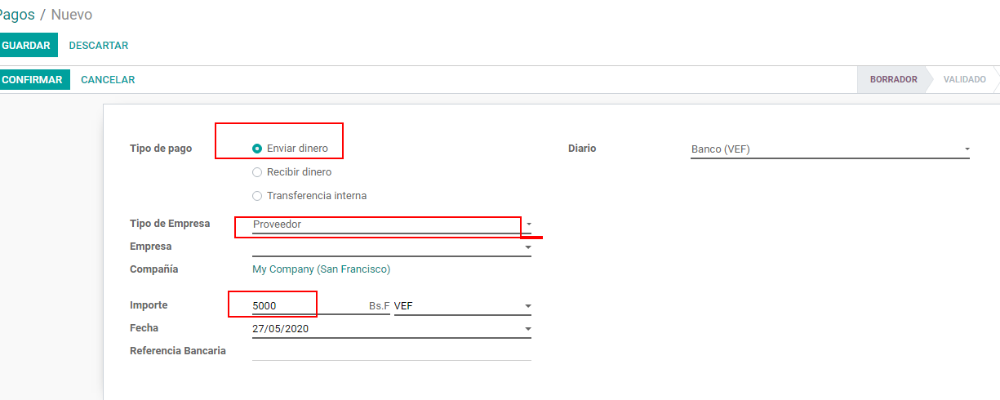 Pagos / Nuevo
GUARDAR DESCARTAR
CONFIRMAR CANCELAR BORRADOR VALIDADO
Tipo de pago Enviar dinero Diario Banco (VEF)
Recibir dinero
Transferencia interna
Tipo de Empresa Proveedor
Empresa
Compañía My Company (San Francisco)
Importe 5000 Bs.F VEF
Fecha 27/05/2020
Referencia Bancaria